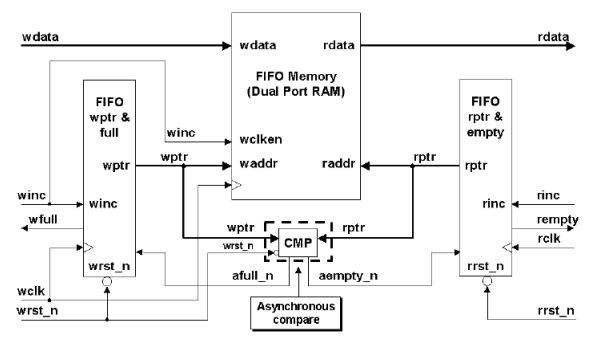 wdata
rdata
wdata rdata
FIFO Memory
(Dual Port RAM)
FIFO
wptr &
full
FIFO
rptr &
empty
winc
wclken
wptr
wptr
waddr raddr
rptr
rptr
winc
winc
wfull
rinc
rinc
rempty
rclk
wptr
rptr
wrst_n
CMP
wrst_n
afull_n
aempty_n
rrst_n
wclk
wrst_n
Asynchronous
compare
rrst_n